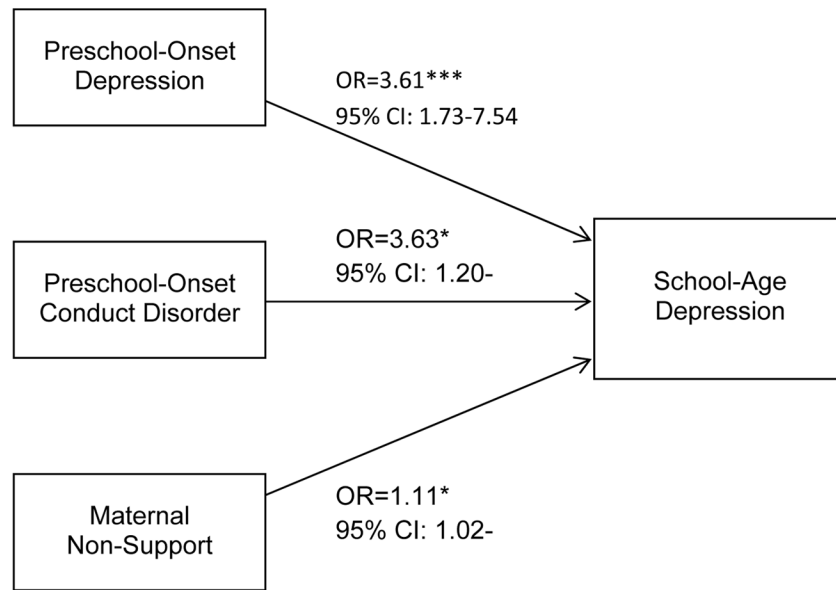 Preschool-Onset
Depression
OR=3.61***
95% CI: 1.73-7.54
Preschool-Onset
Conduct Disorder
OR=3.63*
95% CI: 1.20-
School-Age
Depression
Maternal
Non-Support
OR=1.11*
95% CI: 1.02-